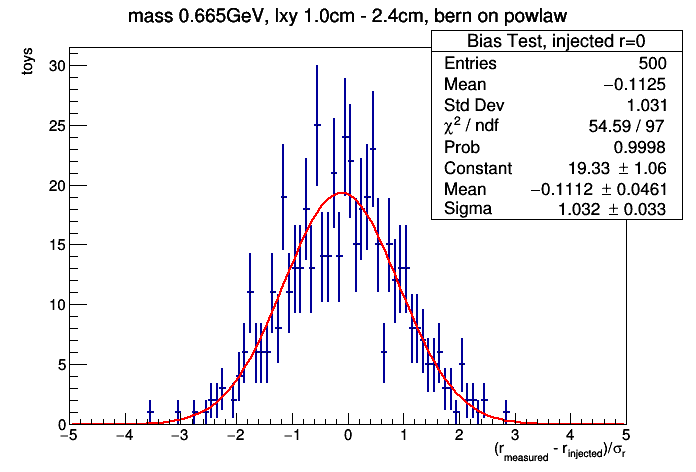 mass 0.665GeV, lxy 1.0cm - 2.4cm, bern on powlaw
toys
Bias Test, injected r=0
Entries 500
Mean −0.1125
Std Dev 1.031
χ² / ndf 54.59 / 97
Prob 0.9998
Constant 19.33 ± 1.06
Mean −0.1112 ± 0.0461
Sigma 1.032 ± 0.033
30
25
20
15
10
5
0
−5 −4 −3 −2 −1 0 1 2 3 4 5
(r_measured - r_injected)/σ_r